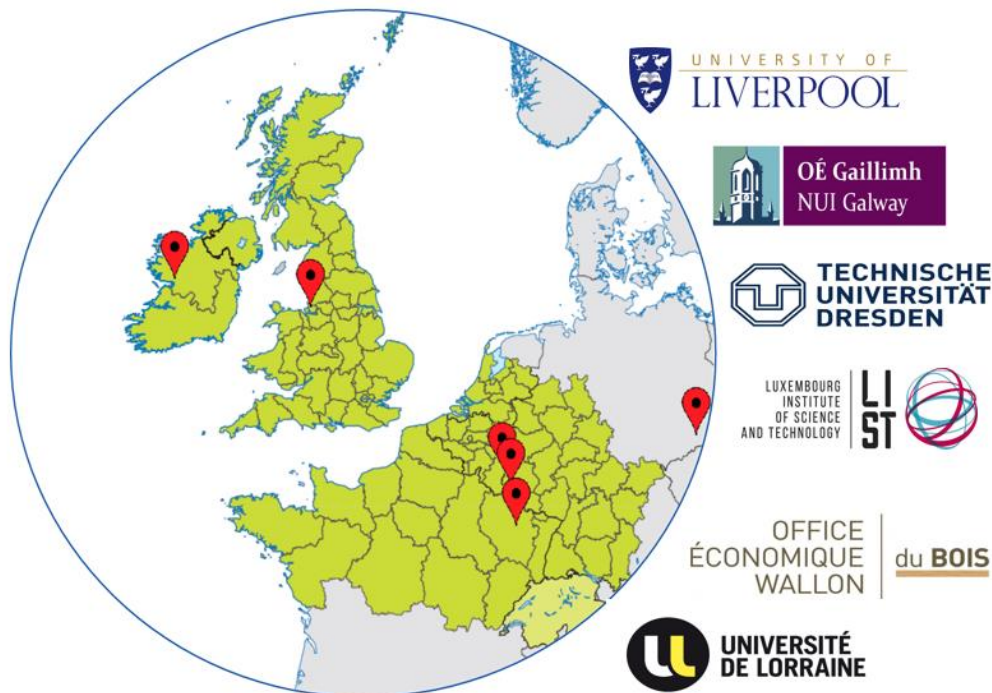 UNIVERSITY OF
LIVERPOOL
OÉ Gaillimh
NUI Galway
TECHNISCHE
UNIVERSITÄT
DRESDEN
LUXEMBOURG
INSTITUTE
OF SCIENCE
AND TECHNOLOGY
LI
ST
OFFICE
ÉCONOMIQUE
WALLON
du BOIS
UL
UNIVERSITÉ
DE LORRAINE